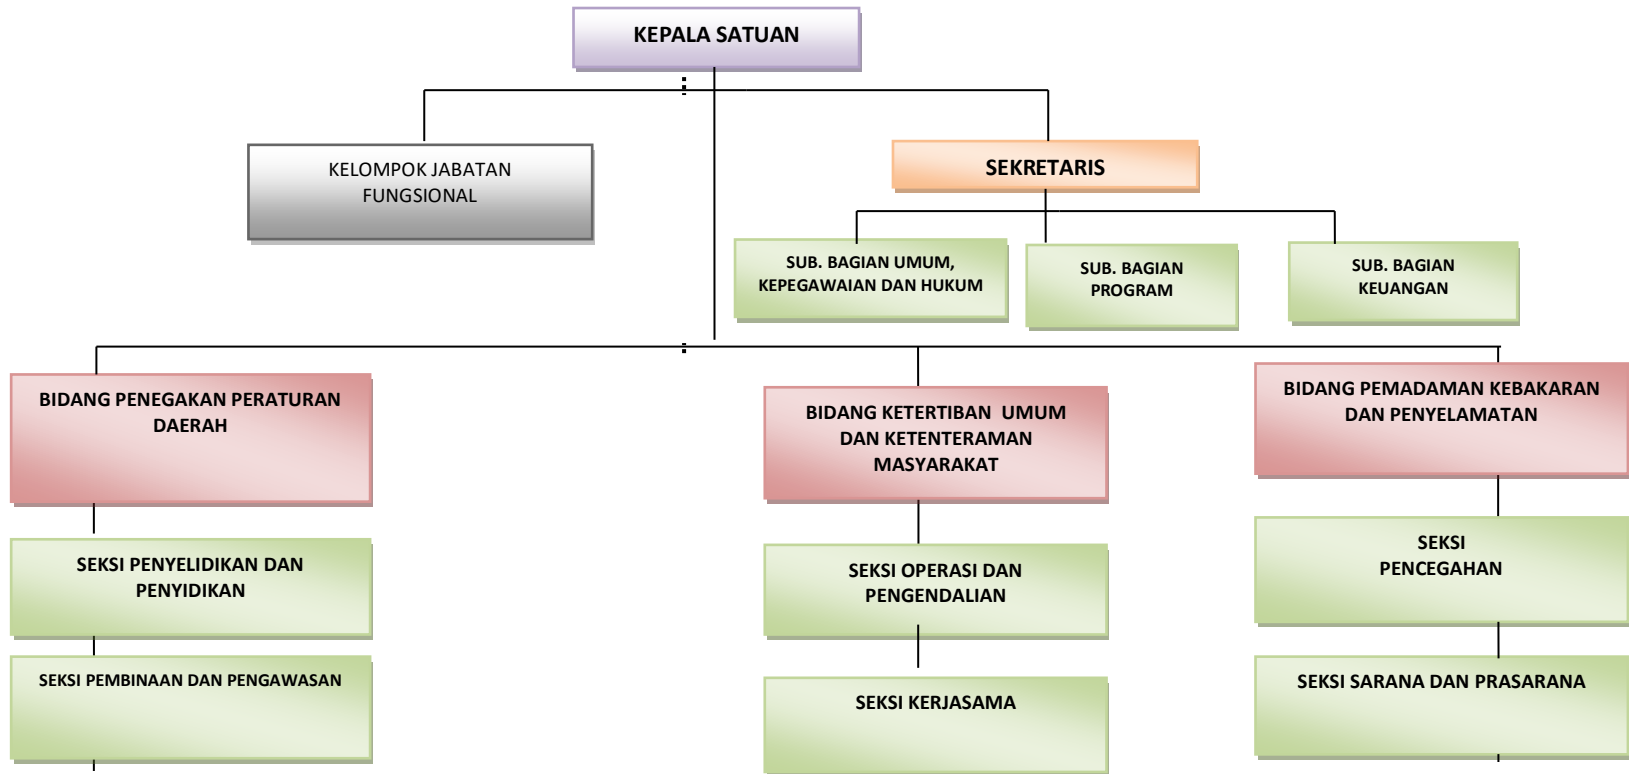 KEPALA SATUAN
KELOMPOK JABATAN
FUNGSIONAL
SEKRETARIS
SUB. BAGIAN UMUM,
KEPEGAWAIAN DAN HUKUM
SUB. BAGIAN
PROGRAM
SUB. BAGIAN
KEUANGAN
BIDANG PENEGAKAN PERATURAN
DAERAH
BIDANG KETERTIBAN  UMUM
DAN KETENTERAMAN
MASYARAKAT
BIDANG PEMADAMAN KEBAKARAN
DAN PENYELAMATAN
SEKSI PENYELIDIKAN DAN
PENYIDIKAN
SEKSI OPERASI DAN
PENGENDALIAN
SEKSI
PENCEGAHAN
SEKSI PEMBINAAN DAN PENGAWASAN
SEKSI KERJASAMA
SEKSI SARANA DAN PRASARANA